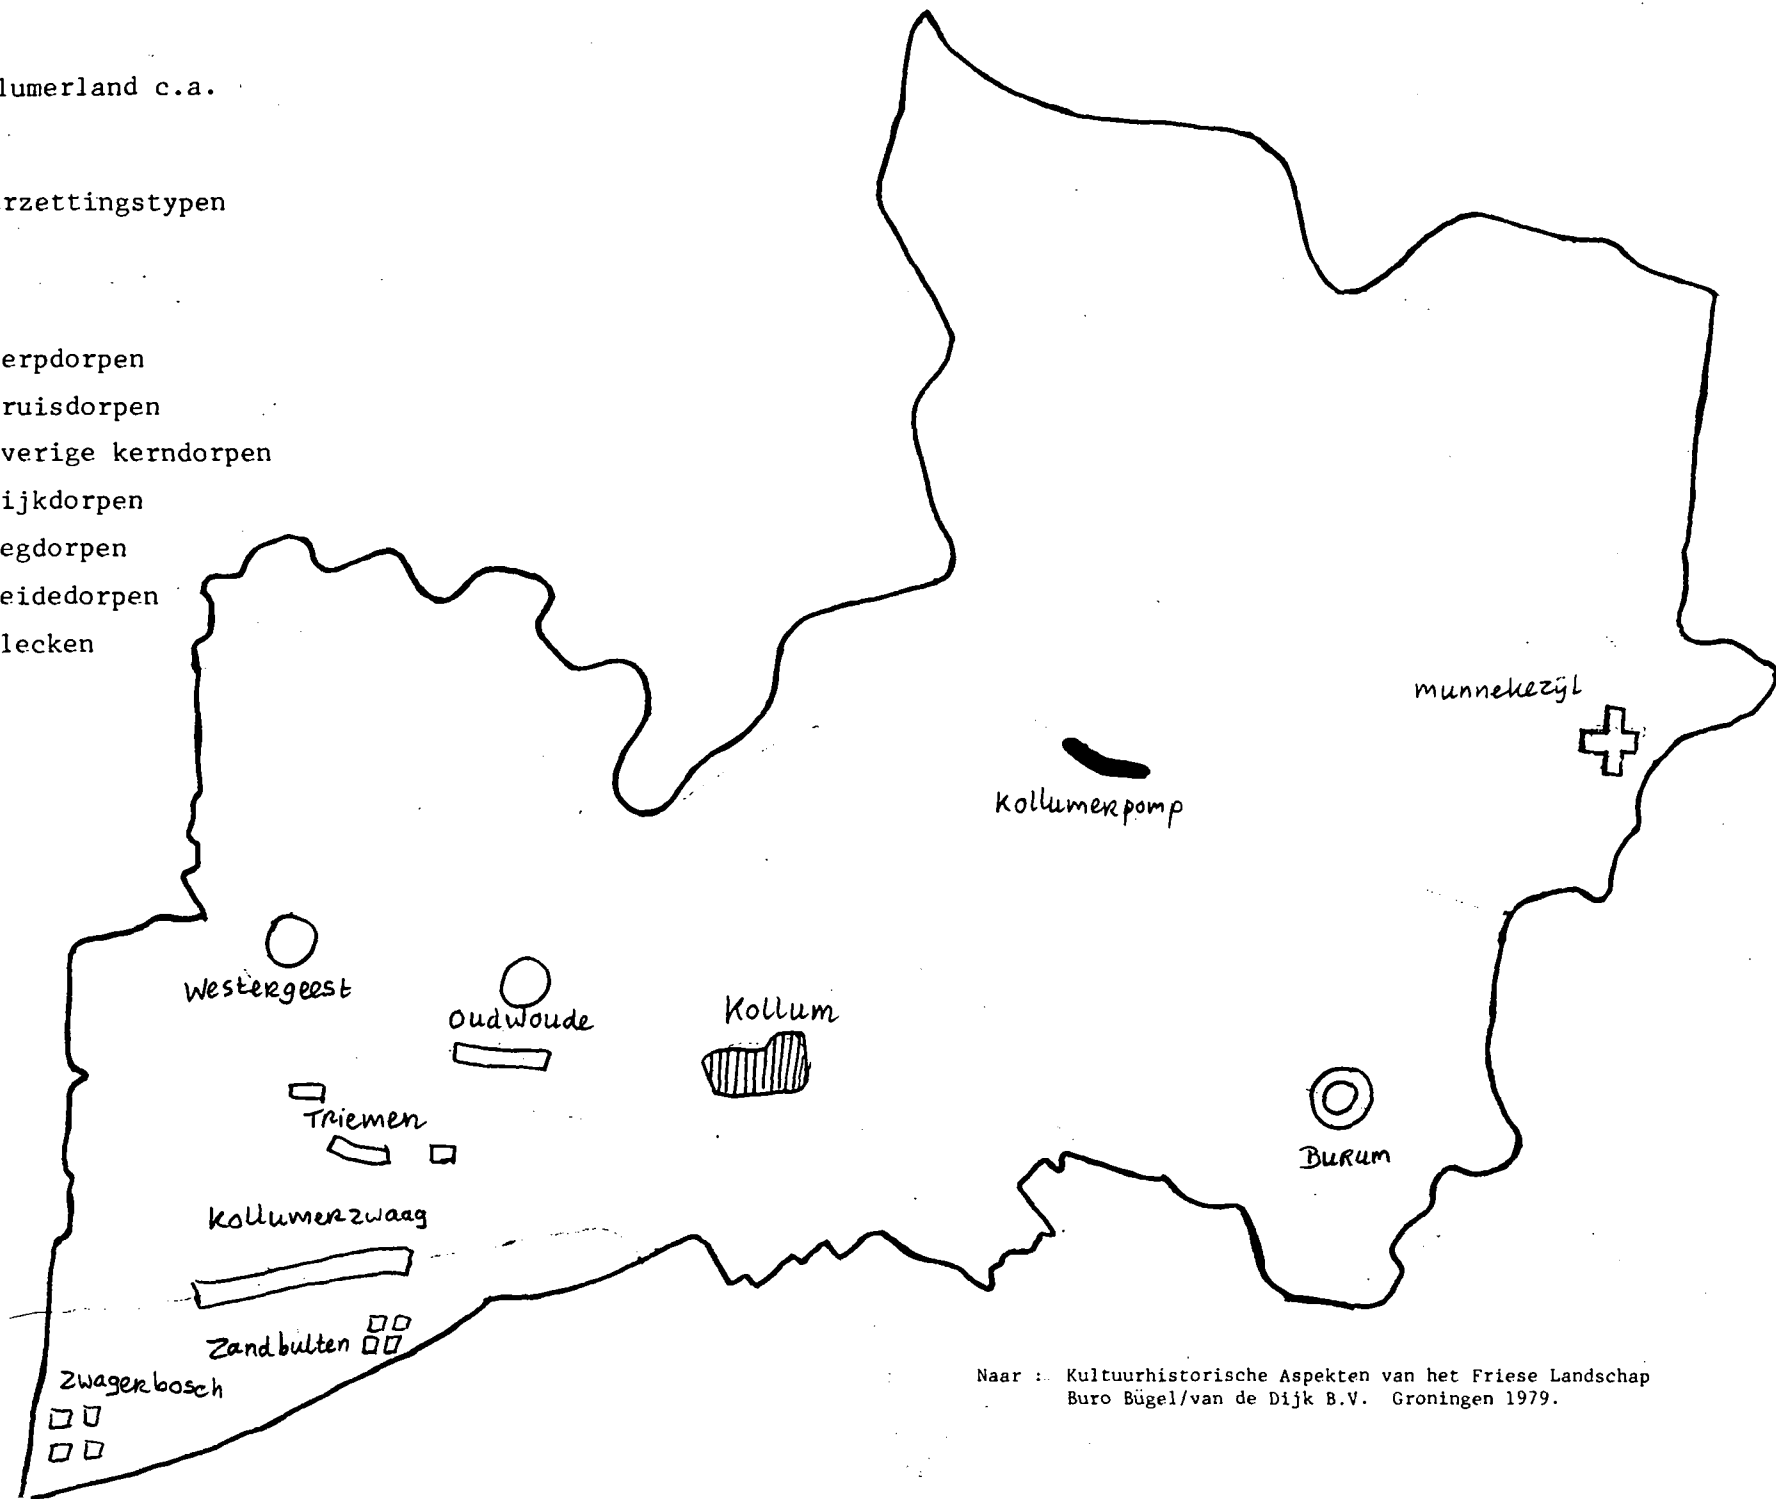 lumerland c.a.
rzettingstypen
erpdorpen
ruisdorpen
verige kerndorpen
ijkdorpen
egdorpen
eidedorpen
lecken
munnekezijl
Kollumerpomp
Westergeest
Oudwoude
Kollum
Triemen
Burum
Kollumerzwaag
Zandbulten
Zwagerbosch
Naar : Kultuurhistorische Aspekten van het Friese Landschap
Buro Bügel/van de Dijk B.V. Groningen 1979.